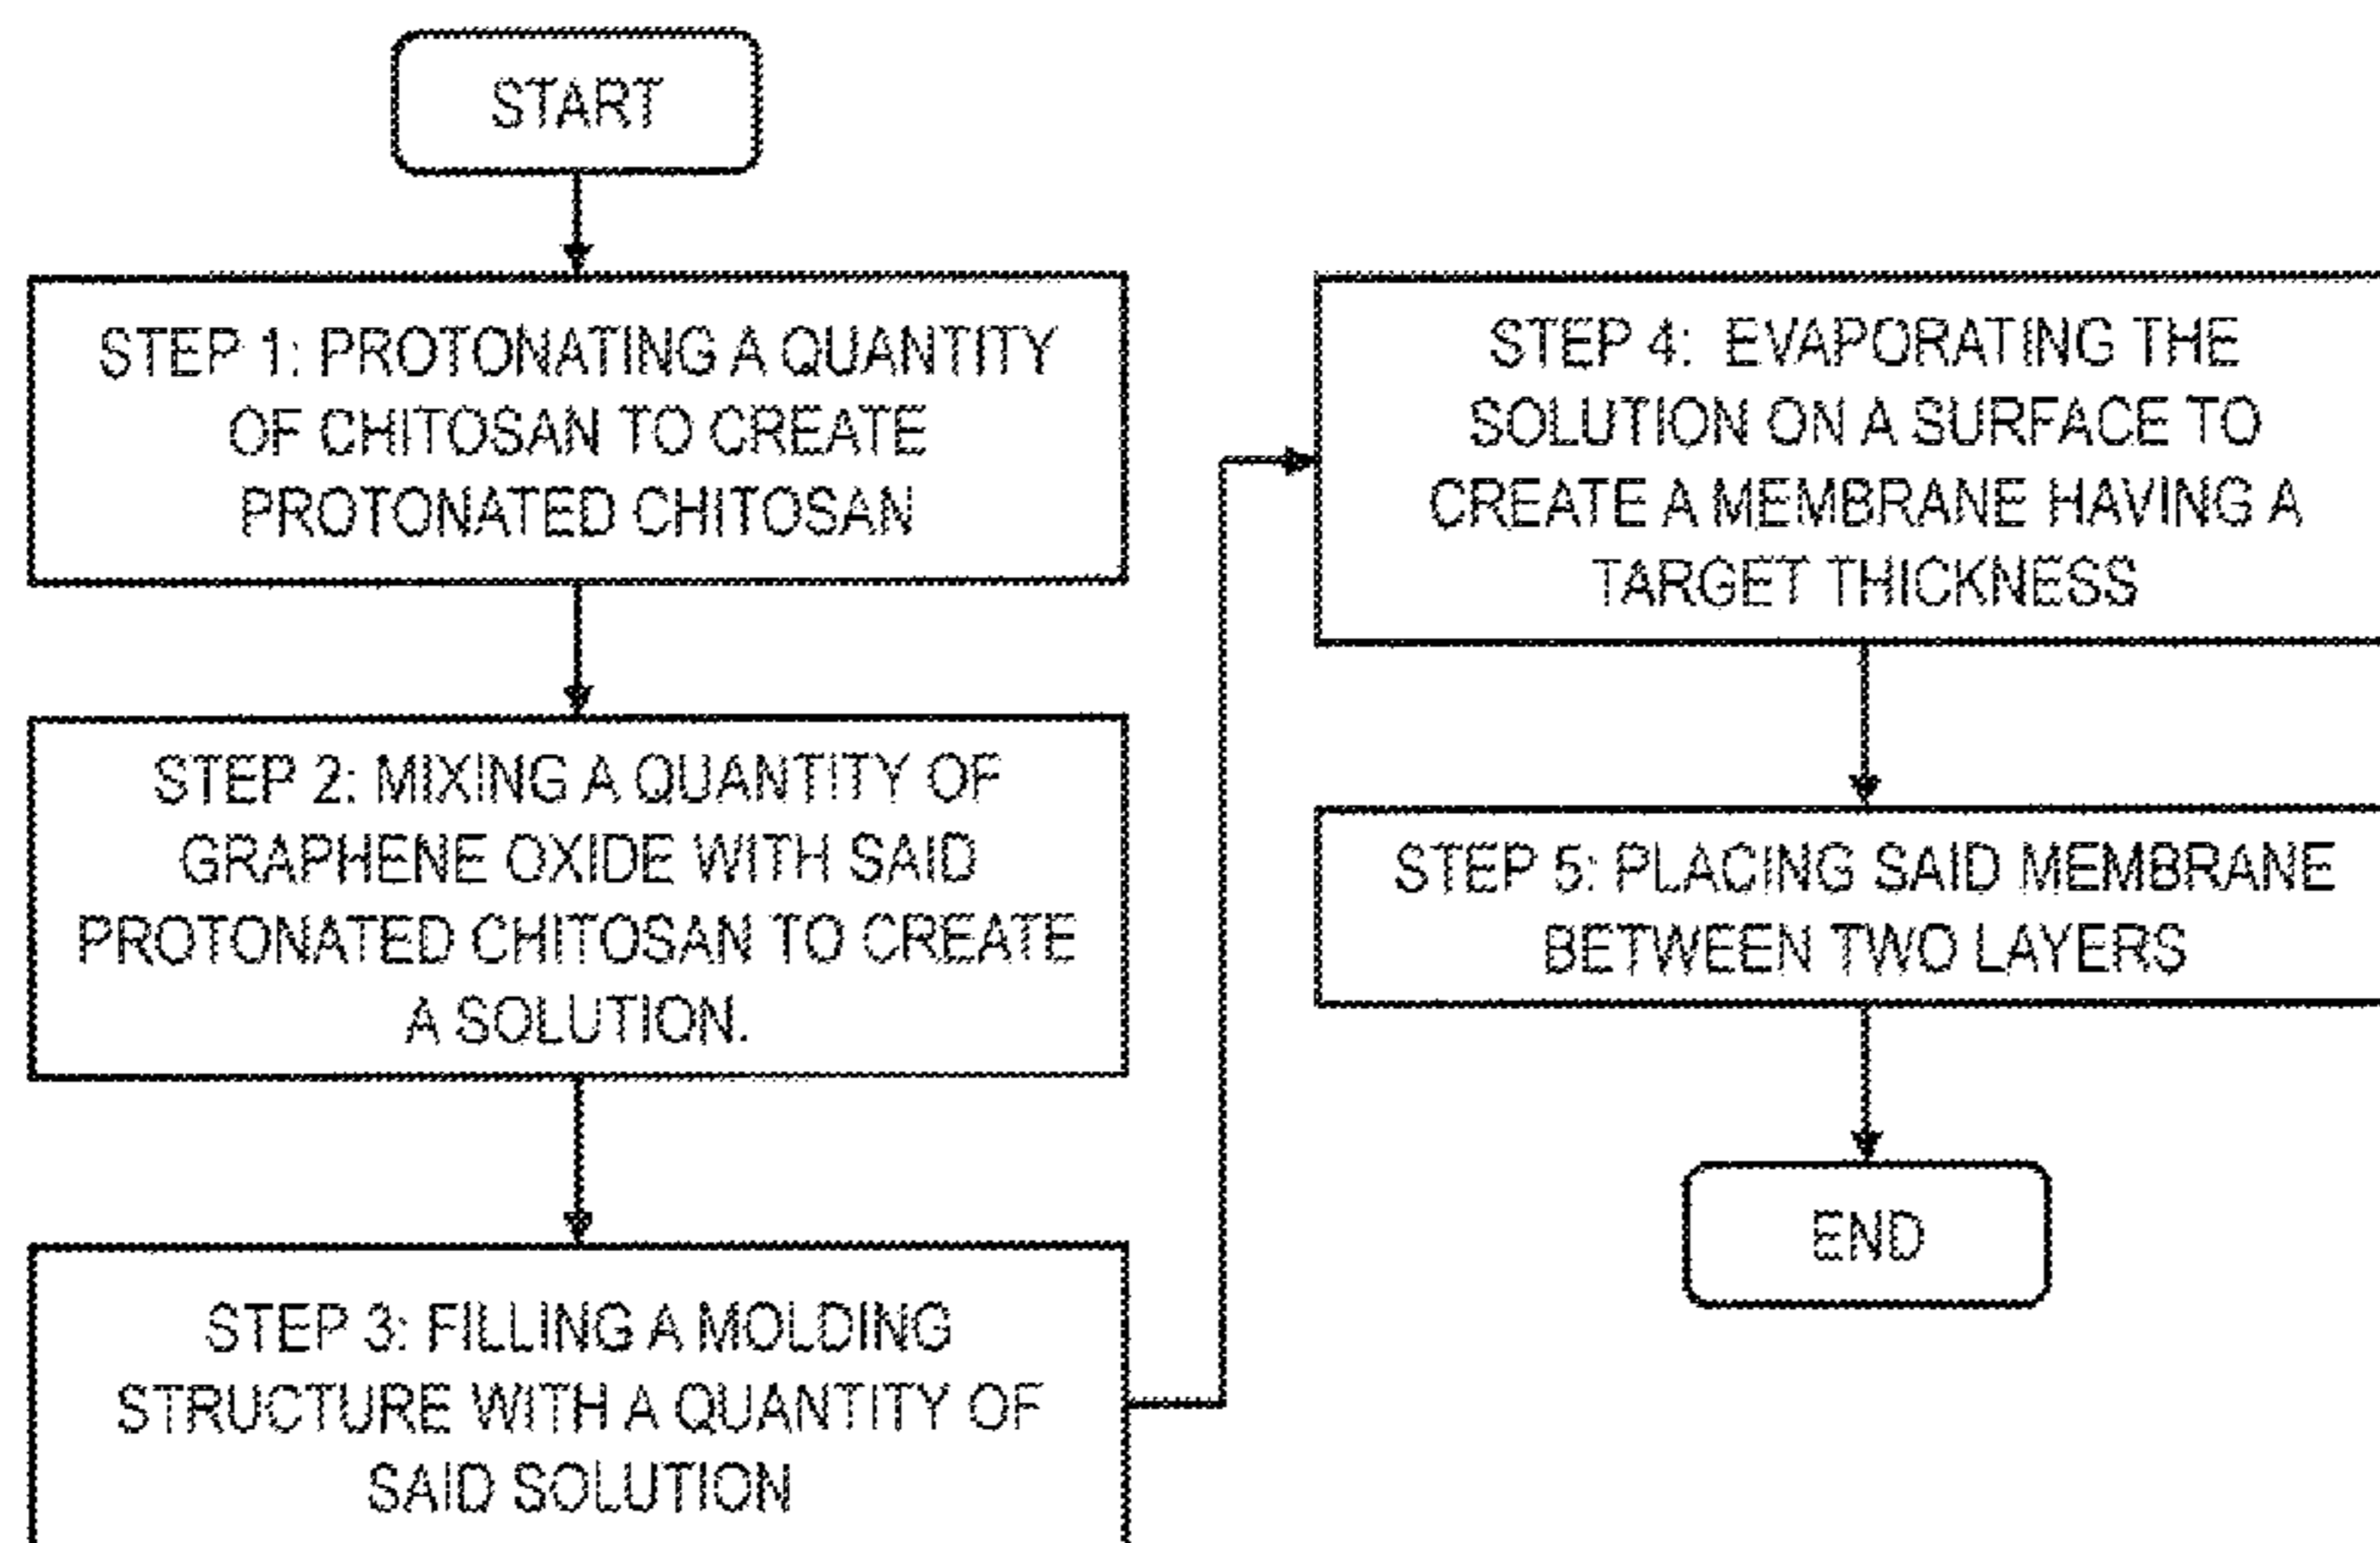 START
STEP 1: PROTONATING A QUANTITY
OF CHITOSAN TO CREATE
PROTONATED CHITOSAN
STEP 2: MIXING A QUANTITY OF
GRAPHENE OXIDE WITH SAID
PROTONATED CHITOSAN TO CREATE
A SOLUTION.
STEP 3: FILLING A MOLDING
STRUCTURE WITH A QUANTITY OF
SAID SOLUTION
STEP 4: EVAPORATING THE
SOLUTION ON A SURFACE TO
CREATE A MEMBRANE HAVING A
TARGET THICKNESS
STEP 5: PLACING SAID MEMBRANE
BETWEEN TWO LAYERS
END